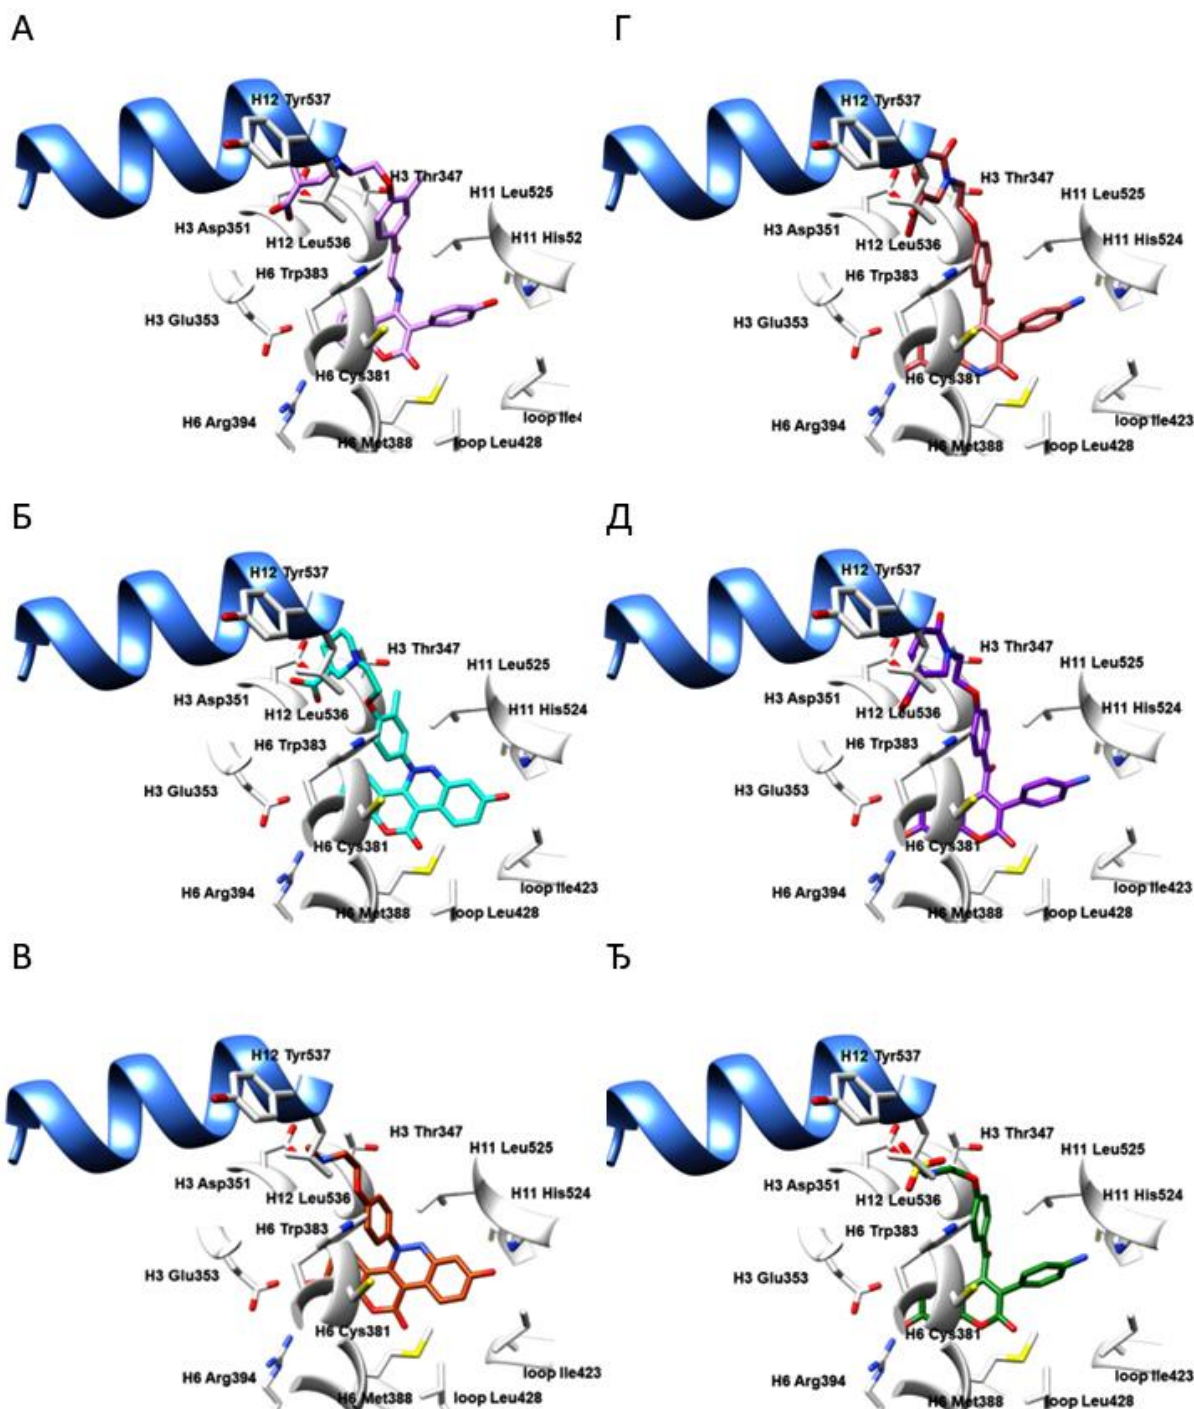 А
H12 Tyr537
H3 Thr347
H11 Leu525
H3 Asp351
H12 Leu536
H11 His52
H6 Trp383
H3 Glu353
H6 Cys381
H6 Arg394
loop Ile4
H6 Met388
loop Leu428
Г
H12 Tyr537
H3 Thr347
H11 Leu525
H3 Asp351
H12 Leu536
H11 His524
H6 Trp383
H3 Glu353
H6 Cys381
H6 Arg394
loop Ile423
H6 Met388
loop Leu428
Б
H12 Tyr537
H3 Thr347
H11 Leu525
H3 Asp351
H12 Leu536
H11 His524
H6 Trp383
H3 Glu353
H6 Cys381
H6 Arg394
loop Ile423
H6 Met388
loop Leu428
Д
H12 Tyr537
H3 Thr347
H11 Leu525
H3 Asp351
H12 Leu536
H11 His524
H6 Trp383
H3 Glu353
H6 Cys381
H6 Arg394
loop Ile423
H6 Met388
loop Leu428
В
H12 Tyr537
H3 Thr347
H11 Leu525
H3 Asp351
H12 Leu536
H11 His524
H6 Trp383
H3 Glu353
H6 Cys381
H6 Arg394
loop Ile423
H6 Met388
loop Leu428
Ђ
H12 Tyr537
H3 Thr347
H11 Leu525
H3 Asp351
H12 Leu536
H11 His524
H6 Trp383
H3 Glu353
H6 Cys381
H6 Arg394
loop Ile423
H6 Met388
loop Leu428